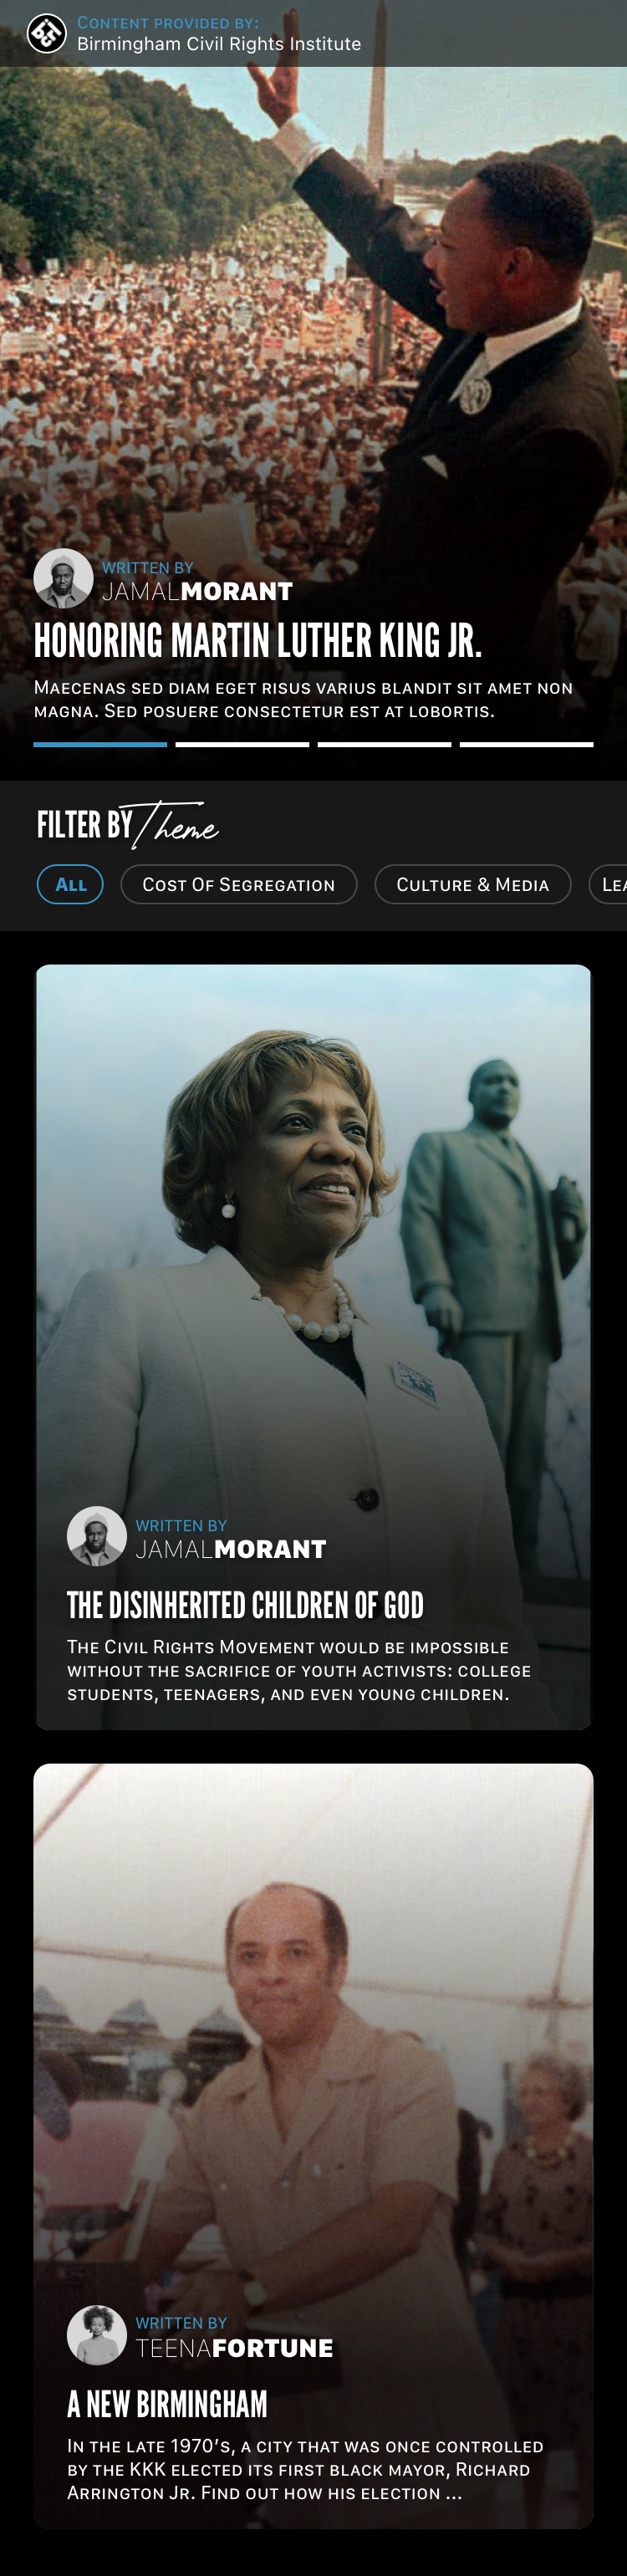 CONTENT PROVIDED BY:
Birmingham Civil Rights Institute
WRITTEN BY
JAMALMORANT
HONORING MARTIN LUTHER KING JR.
MAECENAS SED DIAM EGET RISUS VARIUS BLANDIT SIT AMET NON
MAGNA. SED POSUERE CONSECTETUR EST AT LOBORTIS.
FILTER BY Theme
ALL
COST OF SEGREGATION
CULTURE & MEDIA
LEA
WRITTEN BY
JAMALMORANT
THE DISINHERITED CHILDREN OF GOD
THE CIVIL RIGHTS MOVEMENT WOULD BE IMPOSSIBLE
WITHOUT THE SACRIFICE OF YOUTH ACTIVISTS: COLLEGE
STUDENTS, TEENAGERS, AND EVEN YOUNG CHILDREN.
WRITTEN BY
TEENAFORTUNE
A NEW BIRMINGHAM
IN THE LATE 1970'S, A CITY THAT WAS ONCE CONTROLLED
BY THE KKK ELECTED ITS FIRST BLACK MAYOR, RICHARD
ARRINGTON JR. FIND OUT HOW HIS ELECTION ...